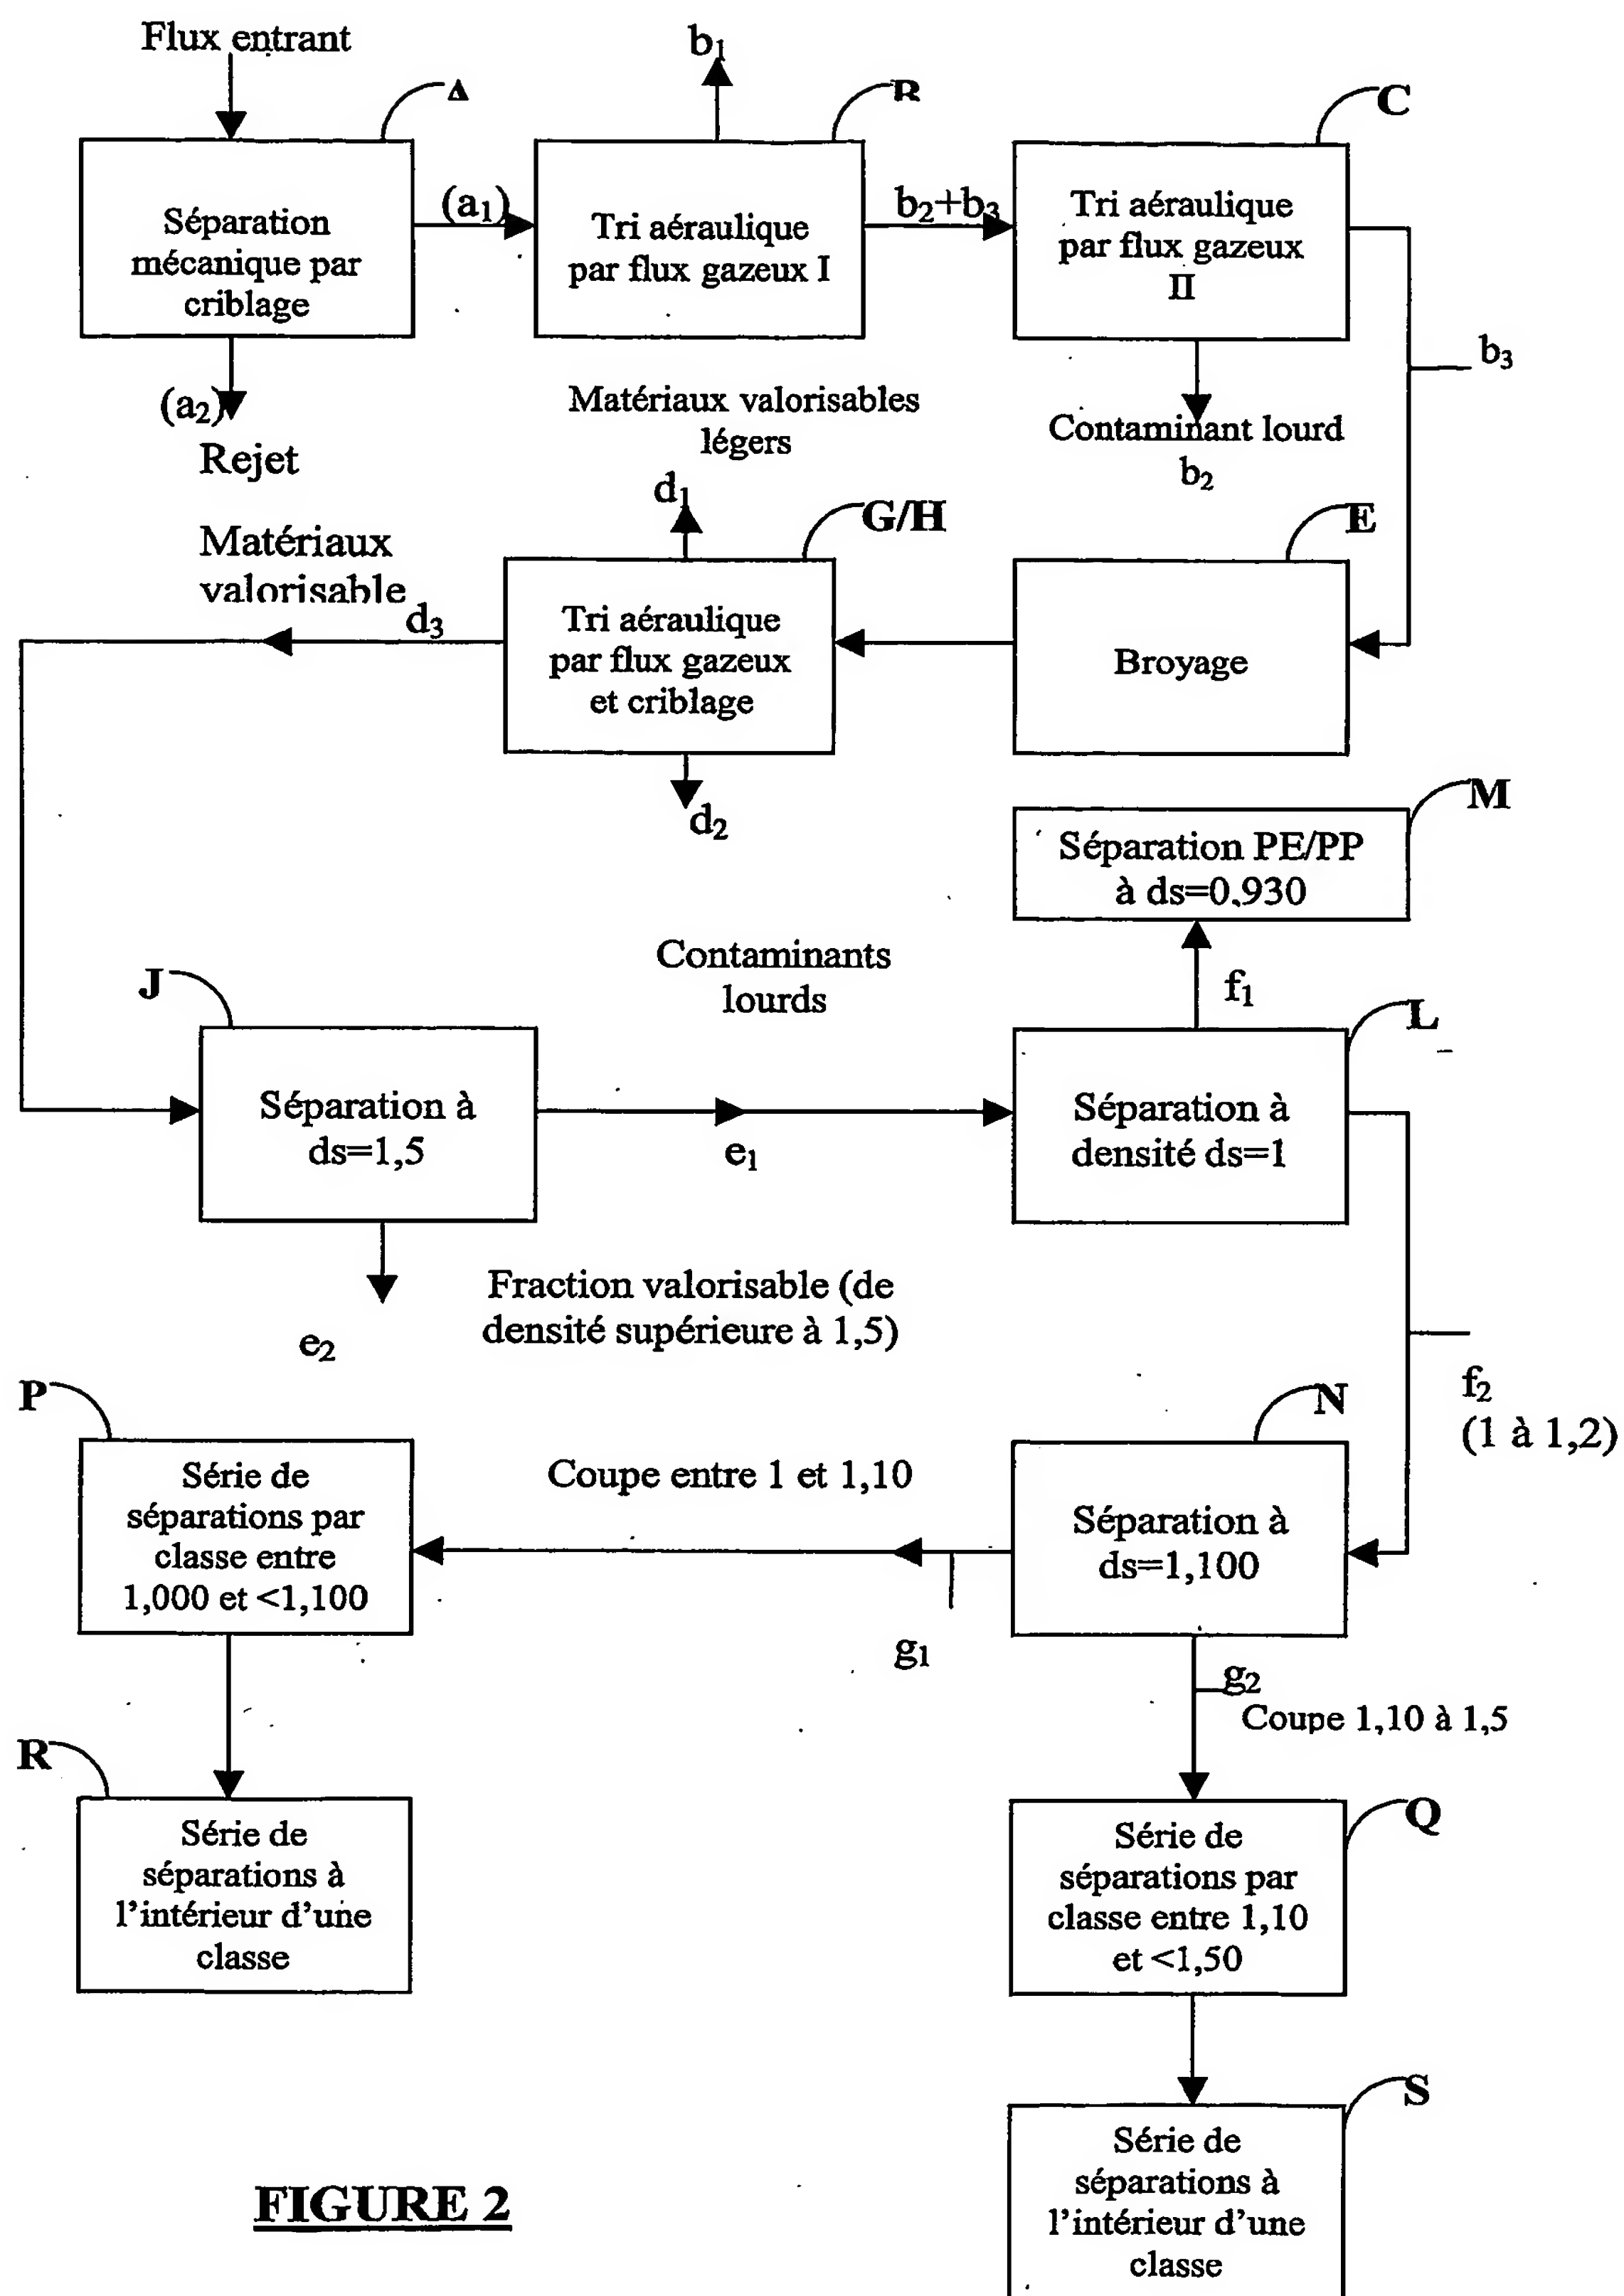 Flux entrant
b1
A
B
C
Séparation
mécanique par
criblage
(a1)
Tri aéraulique
par flux gazeux I
b2+b3
Tri aéraulique
par flux gazeux
II
b3
(a2)
Rejet
Matériaux valorisables
légers
Contaminant lourd
b2
d1
G/H
E
Matériaux
valorisable
d3
Tri aéraulique
par flux gazeux
et criblage
Broyage
d2
M
Séparation PE/PP
à ds=0,930
Contaminants
lourds
J
f1
L
Séparation à
ds=1,5
e1
Séparation à
densité ds=1
e2
Fraction valorisable (de
densité supérieure à 1,5)
f2
(1 à 1,2)
P
N
Série de
séparations par
classe entre
1,000 et <1,100
Coupe entre 1 et 1,10
Séparation à
ds=1,100
g1
g2
Coupe 1,10 à 1,5
R
Q
Série de
séparations à
l'intérieur d'une
classe
Série de
séparations par
classe entre 1,10
et <1,50
S
Série de
séparations à
l'intérieur d'une
classe
FIGURE 2